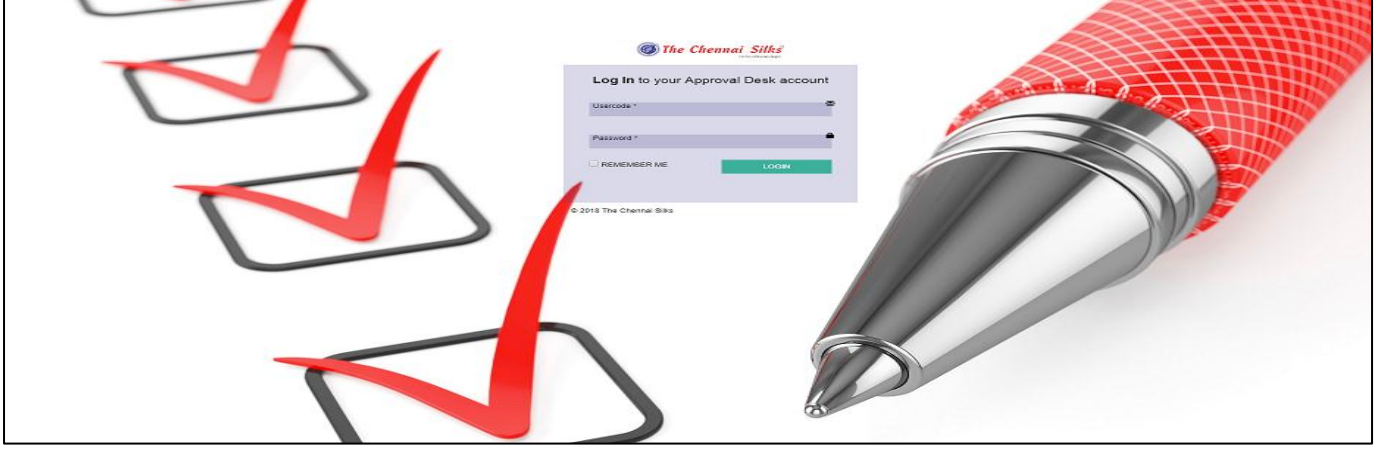 The Chennai Silks
Log In to your Approval Desk account
Usercode *
Password *
REMEMBER ME
LOGIN
© 2018 The Chennai Silks